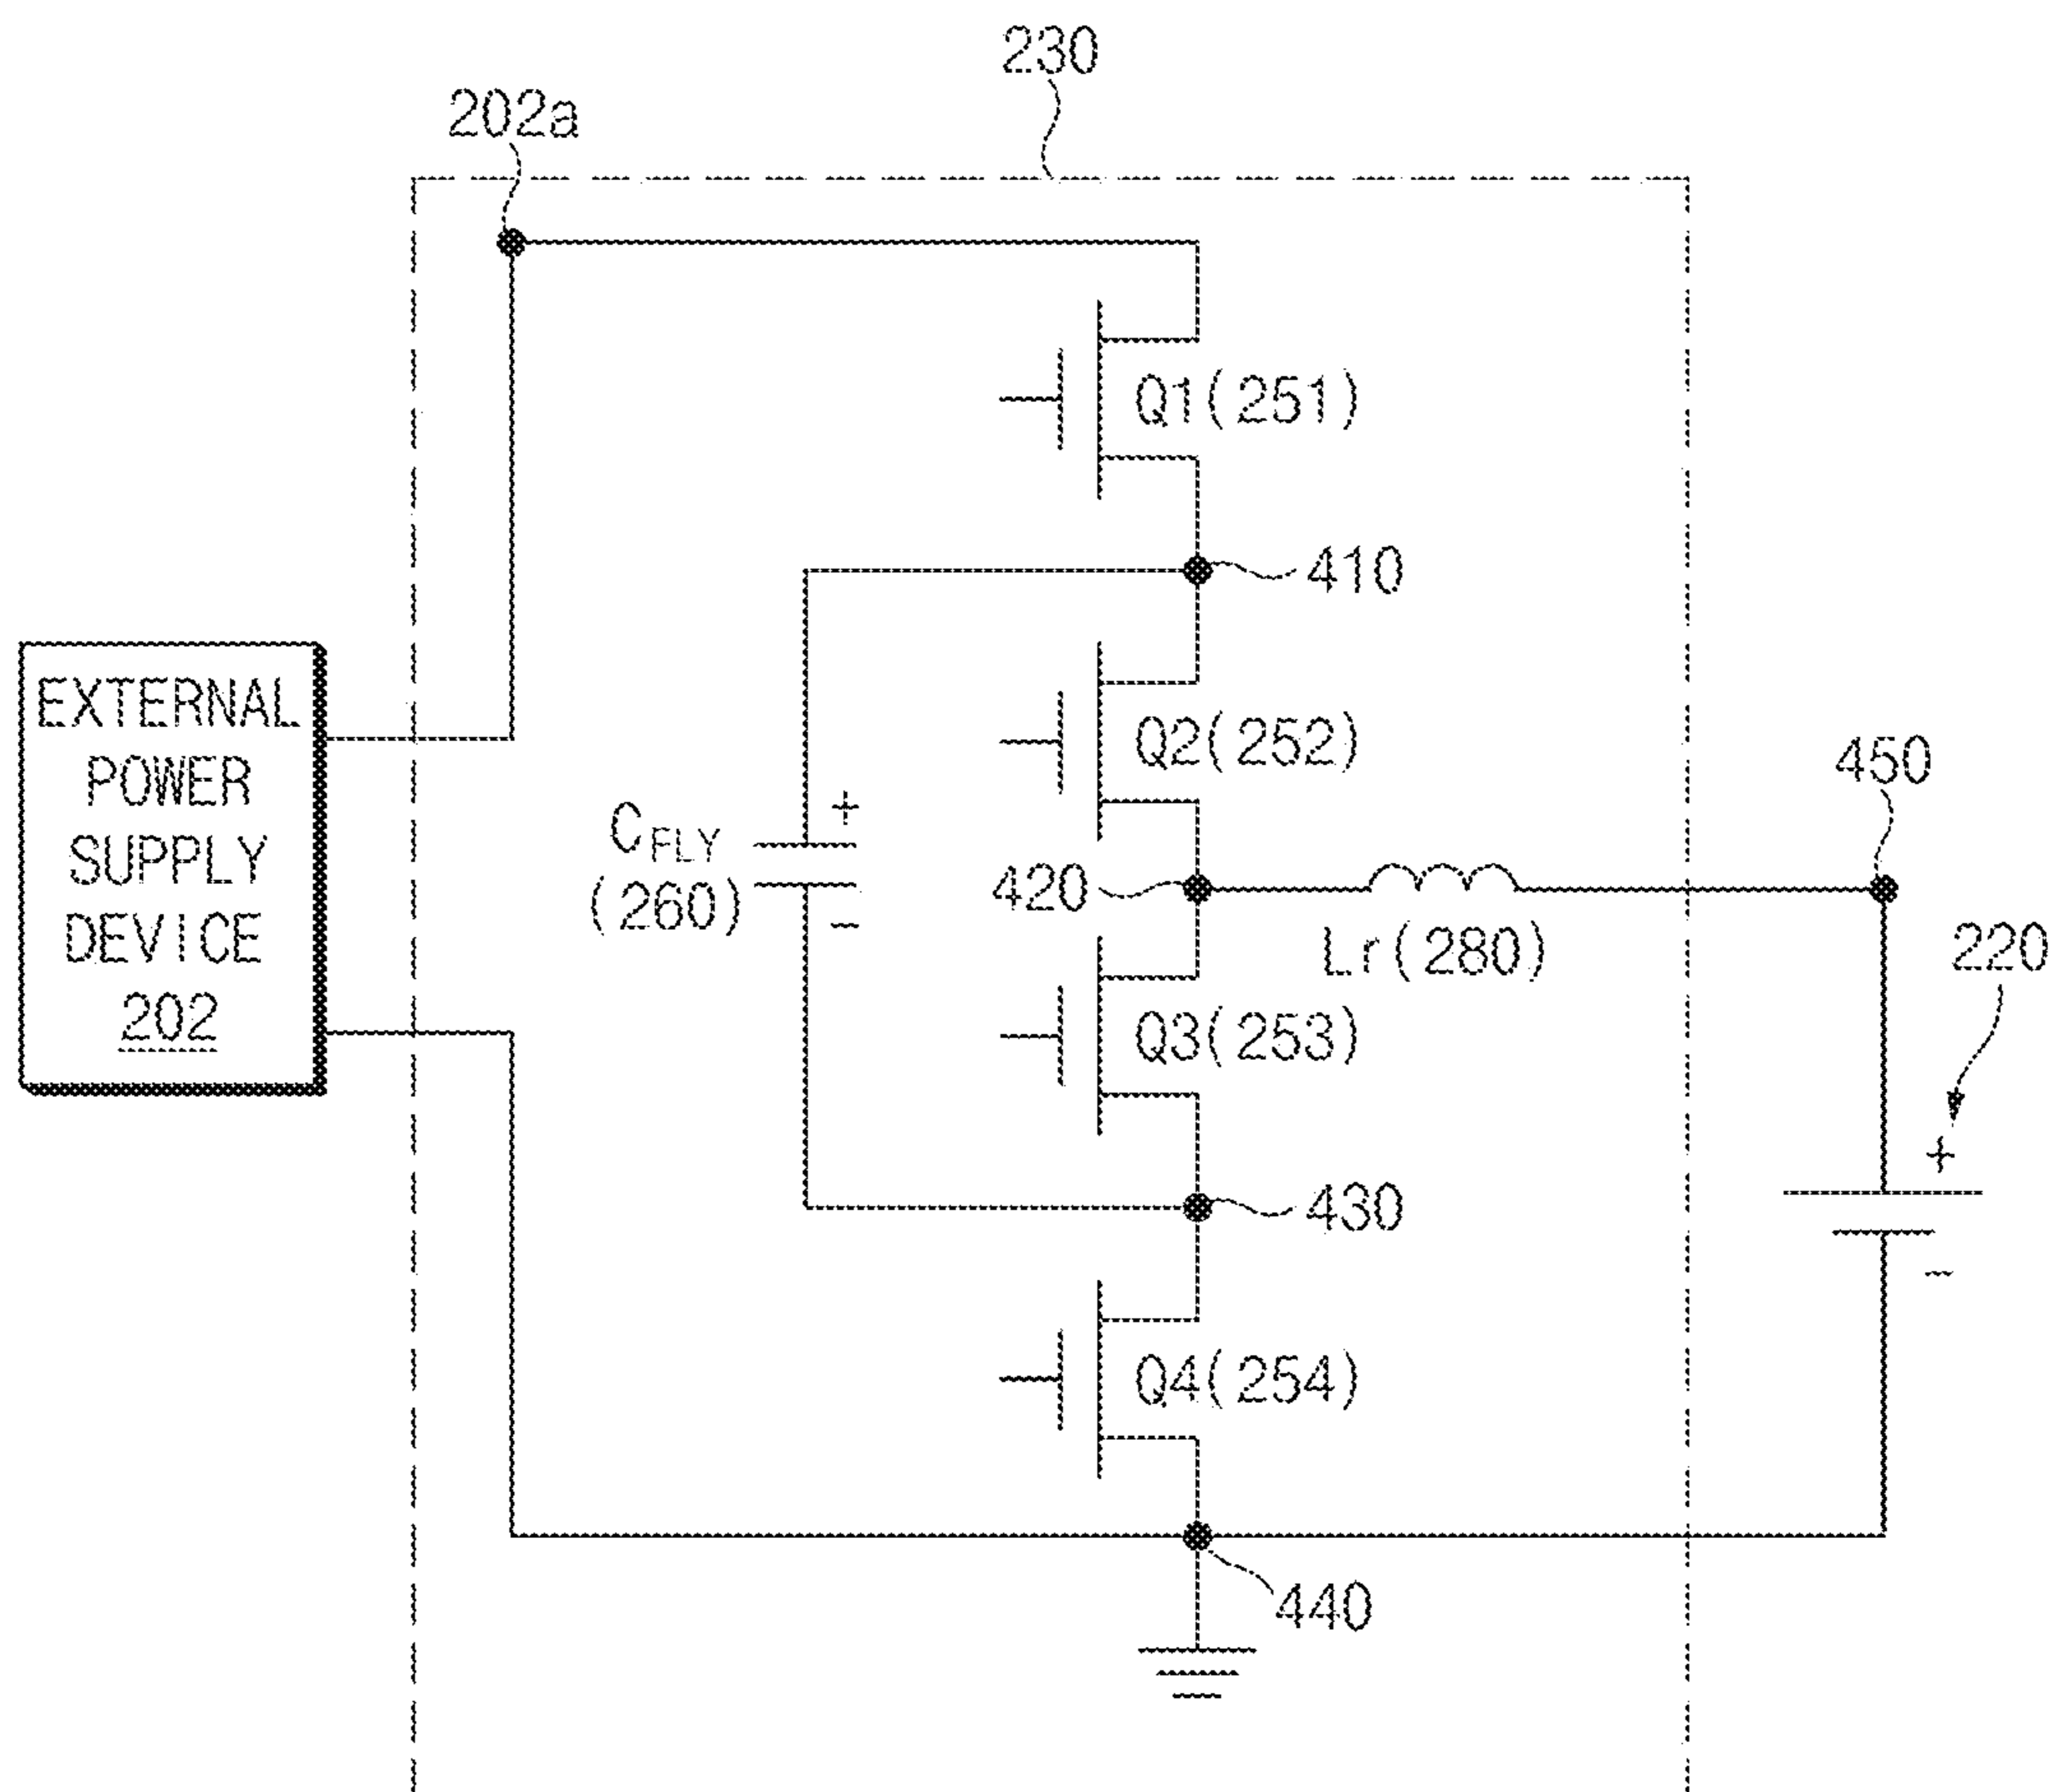 230
202a
Q1(251)
410
EXTERNAL
POWER
SUPPLY
DEVICE
202
Q2(252)
450
+
CFLY
(260)
-
420
Lr(280)
220
Q3(253)
+
430
-
Q4(254)
440